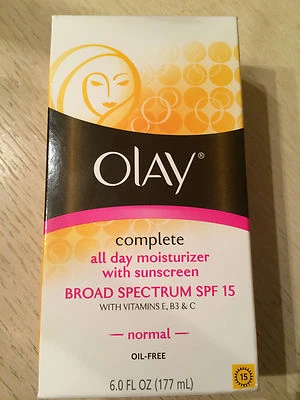 OLAY®
complete
all day moisturizer
with sunscreen
BROAD SPECTRUM SPF 15
WITH VITAMINS E, B3 & C
normal
OIL-FREE
15
6.0 FL OZ (177 mL)